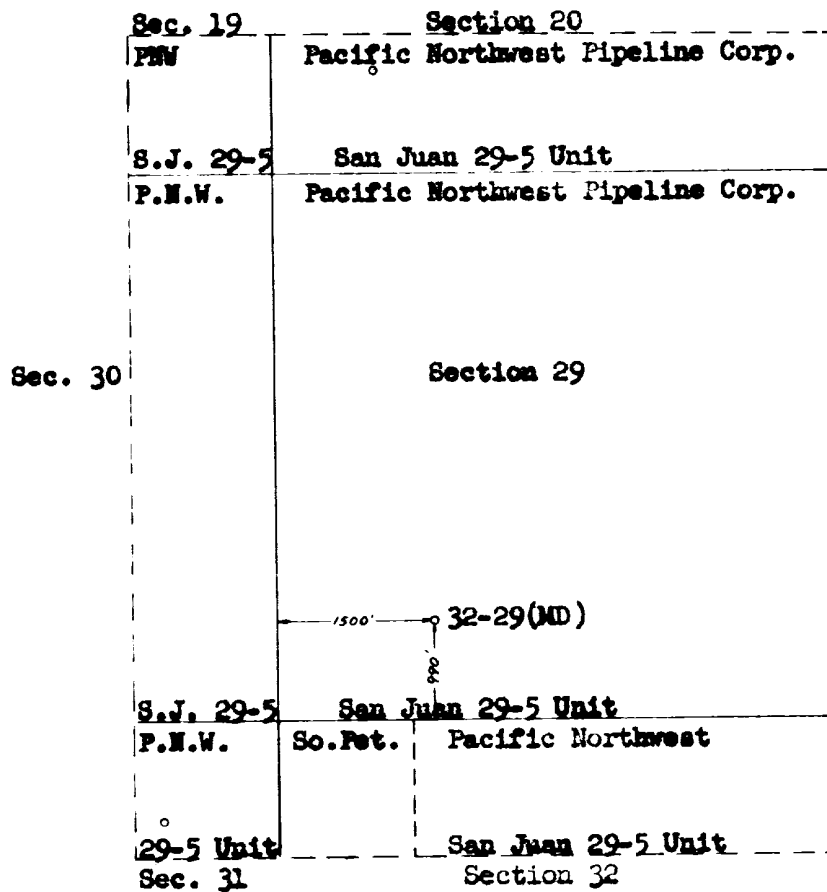 Sec. 19 Section 20
PNW Pacific Northwest Pipeline Corp.
S.J. 29-5 San Juan 29-5 Unit
P.N.W. Pacific Northwest Pipeline Corp.
Sec. 30 Section 29
1500' 32-29(MD)
990'
S.J. 29-5 San Juan 29-5 Unit
P.N.W. So.Pet. Pacific Northwest
29-5 Unit San Juan 29-5 Unit
Sec. 31 Section 32